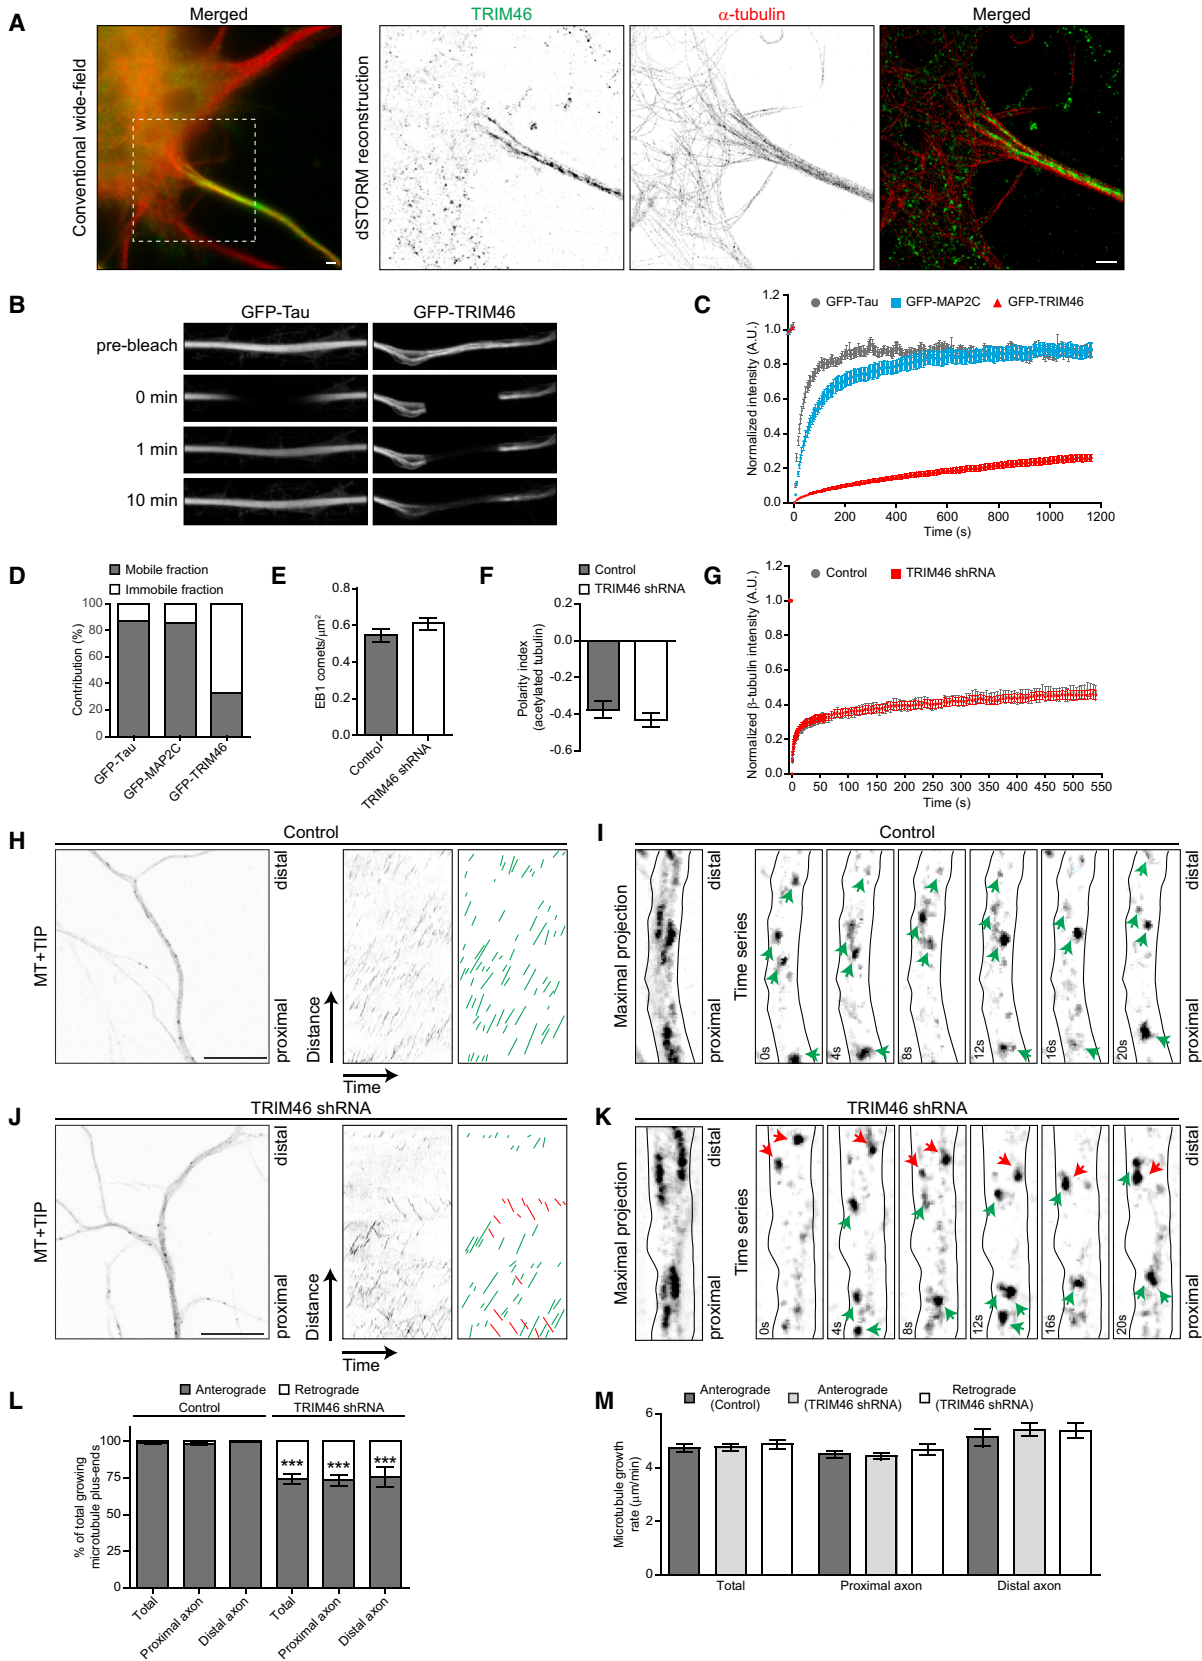 A
Merged
TRIM46
α-tubulin
Merged
Conventional wide-field
dSTORM reconstruction
B
GFP-Tau
GFP-TRIM46
pre-bleach
0 min
1 min
10 min
C
GFP-Tau
GFP-MAP2C
GFP-TRIM46
Normalized intensity (A.U.)
1.2
1.0
0.8
0.6
0.4
0.2
0.0
0 200 400 600 800 1000 1200
Time (s)
D
Mobile fraction
Immobile fraction
Contribution (%)
100
80
60
40
20
0
GFP-Tau
GFP-MAP2C
GFP-TRIM46
E
EB1 comets/μm²
0.8
0.6
0.4
0.2
0.0
Control
TRIM46 shRNA
F
Control
TRIM46 shRNA
Polarity index
(acetylated tubulin)
0.2
0.0
-0.2
-0.4
-0.6
G
Control
TRIM46 shRNA
Normalized β-tubulin intensity (A.U.)
1.2
1.0
0.8
0.6
0.4
0.2
0.0
0 50 100 150 200 250 300 350 400 450 500 550
Time (s)
H
Control
MT+TIP
distal
proximal
Distance
Time
I
Control
Maximal projection
distal
proximal
Time series
0s
4s
8s
12s
16s
20s
distal
proximal
J
TRIM46 shRNA
MT+TIP
distal
proximal
Distance
Time
K
TRIM46 shRNA
Maximal projection
distal
proximal
Time series
0s
4s
8s
12s
16s
20s
distal
proximal
L
Anterograde
Retrograde
Control
TRIM46 shRNA
% of total growing
microtubule plus-ends
100
75
50
25
0
***
***
***
Total
Proximal axon
Distal axon
Total
Proximal axon
Distal axon
M
Anterograde
(Control)
Anterograde
(TRIM46 shRNA)
Retrograde
(TRIM46 shRNA)
Microtubule growth
rate (μm/min)
6
4
2
0
Total
Proximal axon
Distal axon